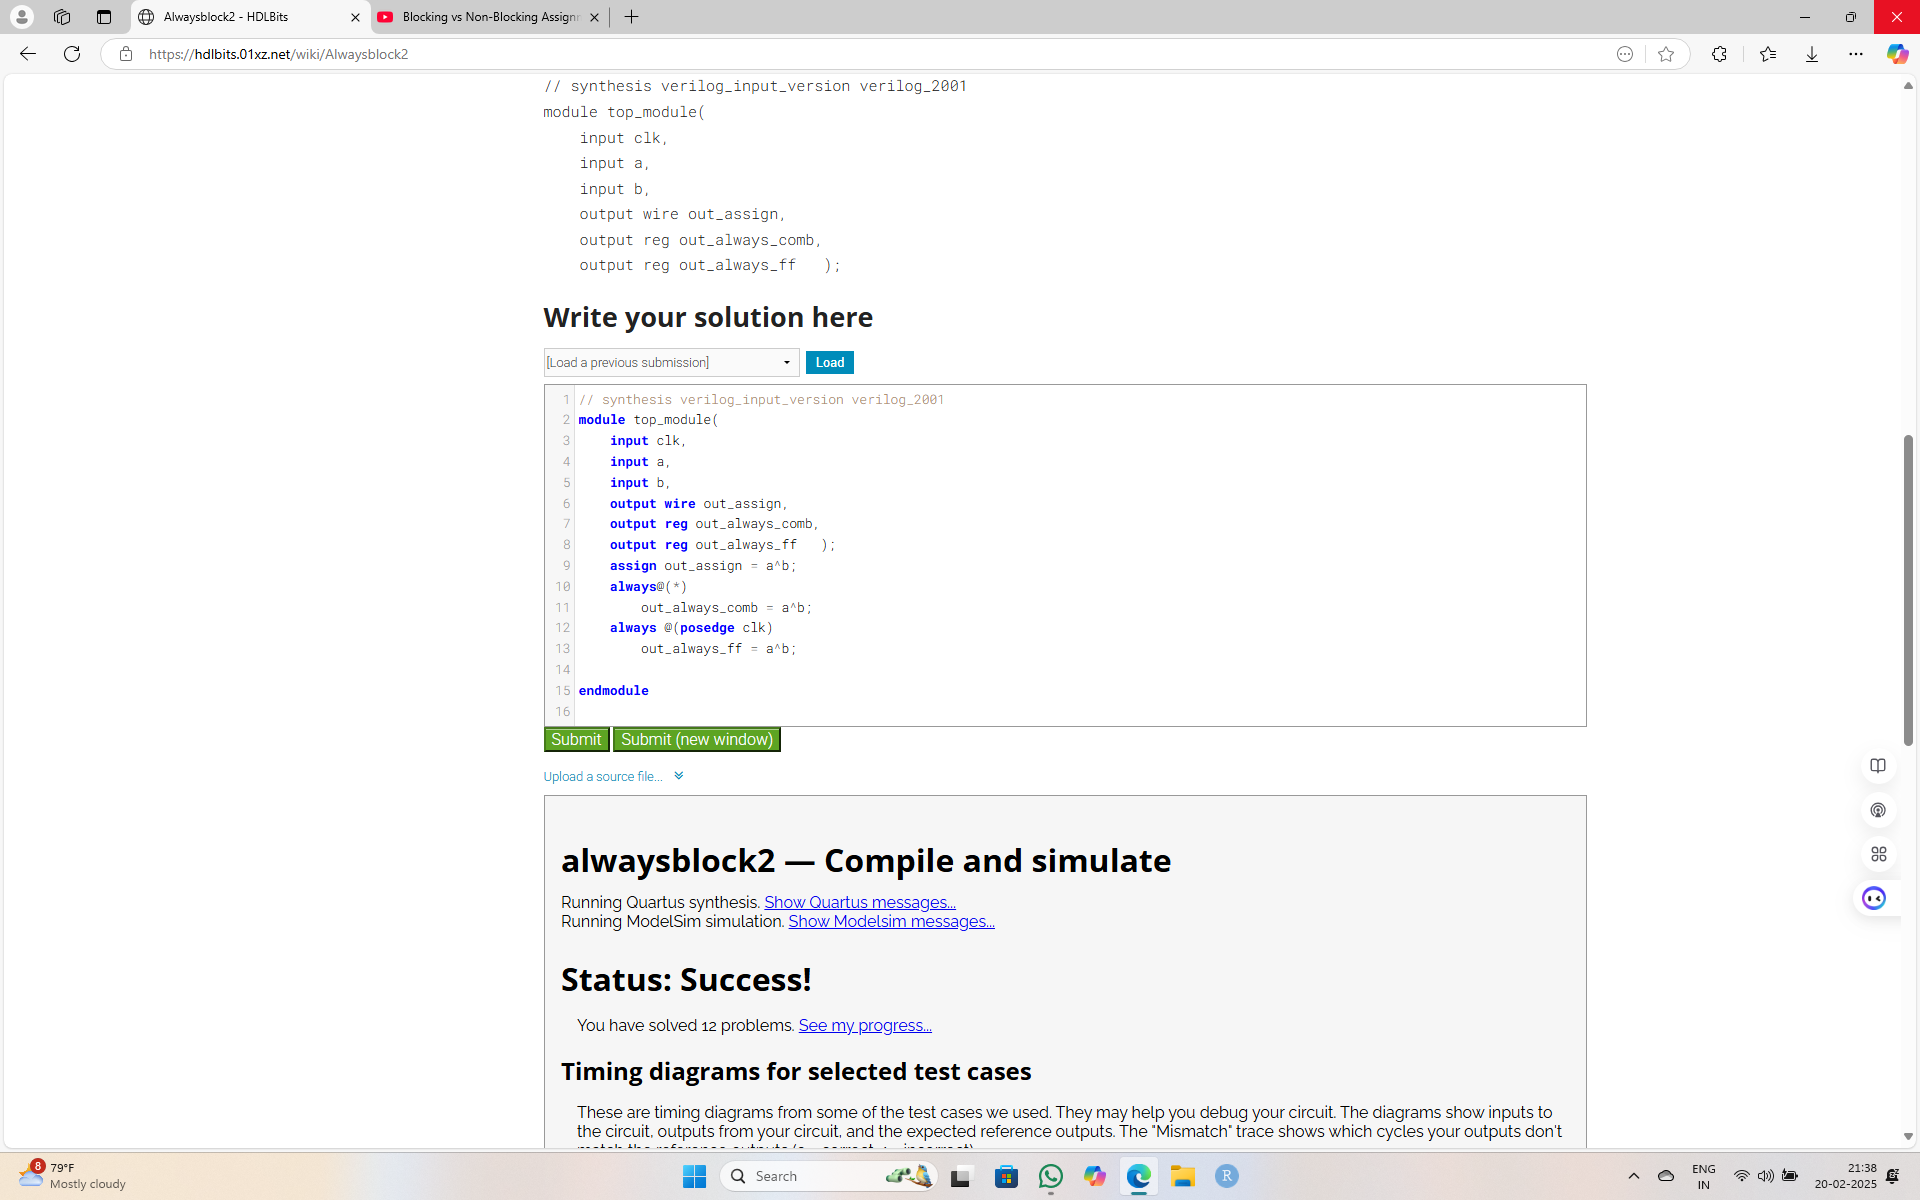 Alwaysblock2 - HDLBits
Blocking vs Non-Blocking Assignm
https://hdlbits.01xz.net/wiki/Alwaysblock2
// synthesis verilog_input_version verilog_2001
module top_module(
input clk,
input a,
input b,
output wire out_assign,
output reg out_always_comb,
output reg out_always_ff );
Write your solution here
[Load a previous submission]
Load
1 // synthesis verilog_input_version verilog_2001
2 module top_module(
3 input clk,
4 input a,
5 input b,
6 output wire out_assign,
7 output reg out_always_comb,
8 output reg out_always_ff );
9 assign out_assign = a^b;
10 always@(*)
11 out_always_comb = a^b;
12 always @(posedge clk)
13 out_always_ff = a^b;
14
15 endmodule
16
Submit Submit (new window)
Upload a source file...
alwaysblock2 — Compile and simulate
Running Quartus synthesis. Show Quartus messages...
Running ModelSim simulation. Show Modelsim messages...
Status: Success!
You have solved 12 problems. See my progress...
Timing diagrams for selected test cases
These are timing diagrams from some of the test cases we used. They may help you debug your circuit. The diagrams show inputs to
the circuit, outputs from your circuit, and the expected reference outputs. The "Mismatch" trace shows which cycles your outputs don't
8
79°F
Mostly cloudy
Search
R
ENG
IN
21:38
20-02-2025